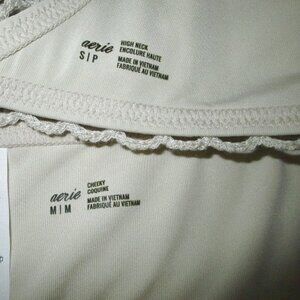 aerie
S | P
HIGH NECK
ENCOLURE HAUTE
MADE IN VIETNAM
FABRIQUÉ AU VIETNAM
aerie
M | M
CHEEKY
COQUINE
MADE IN VIETNAM
FABRIQUÉ AU VIETNAM